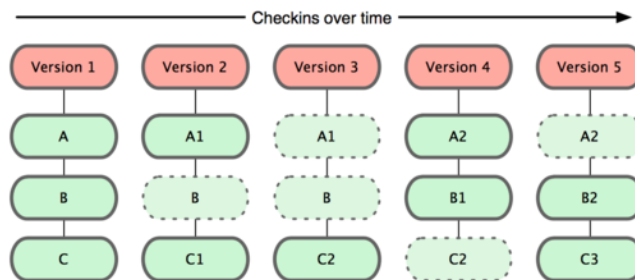 Checkins over time
Version 1 Version 2 Version 3 Version 4 Version 5
A A1 A1 A2 A2
B B B B1 B2
C C1 C2 C2 C3